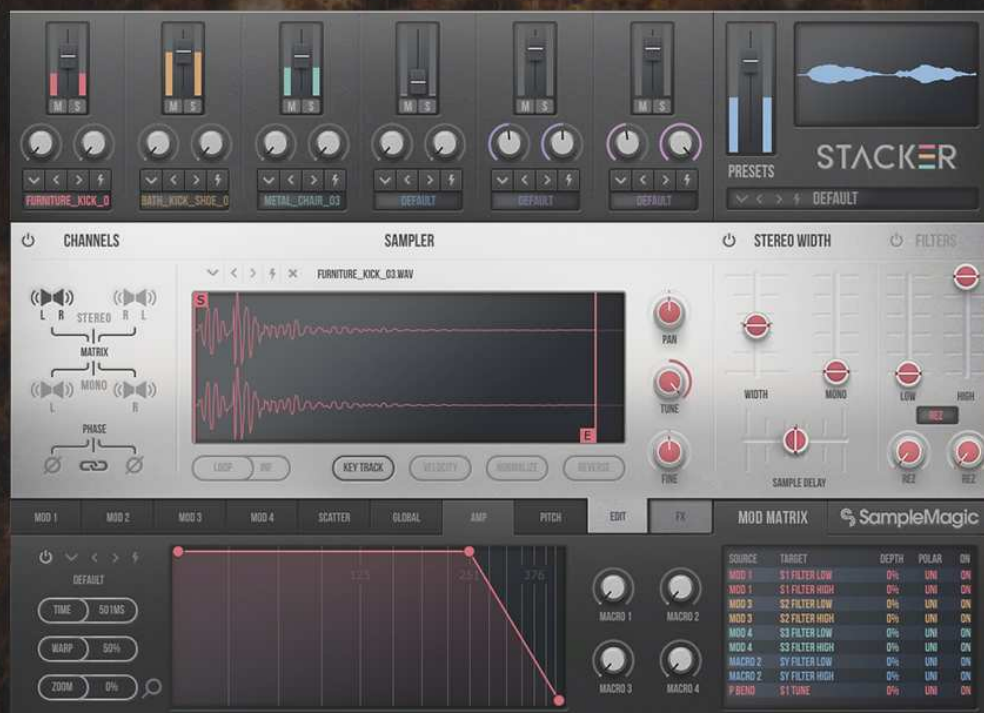 M S M S M S M S M S M S
FURNITURE_KICK_0 BATH_KICK_SHOE_0 METAL_CHAIR_03 DEFAULT DEFAULT DEFAULT
PRESETS
STACKER
DEFAULT
CHANNELS SAMPLER STEREO WIDTH FILTERS
FURNITURE_KICK_03.WAV
L R STEREO R L
MATRIX
MONO
L R
PHASE
S
E
LOOP INF KEY TRACK VELOCITY NORMALIZE REVERSE
PAN
TUNE
FINE
WIDTH MONO LOW HIGH
REZ
SAMPLE DELAY REZ REZ
MOD 1 MOD 2 MOD 3 MOD 4 SCATTER GLOBAL AMP PITCH EDIT FX MOD MATRIX SampleMagic
DEFAULT
TIME 501MS
WARP 50%
ZOOM 0%
125 251 376
MACRO 1 MACRO 2
MACRO 3 MACRO 4
SOURCE TARGET DEPTH POLAR ON
MOD 1 S1 FILTER LOW 0% UNI ON
MOD 1 S1 FILTER HIGH 0% UNI ON
MOD 3 S2 FILTER LOW 0% UNI ON
MOD 3 S2 FILTER HIGH 0% UNI ON
MOD 4 S3 FILTER LOW 0% UNI ON
MOD 4 S3 FILTER HIGH 0% UNI ON
MACRO 2 SY FILTER LOW 0% UNI ON
MACRO 2 SY FILTER HIGH 0% UNI ON
P BEND S1 TUNE 0% UNI ON